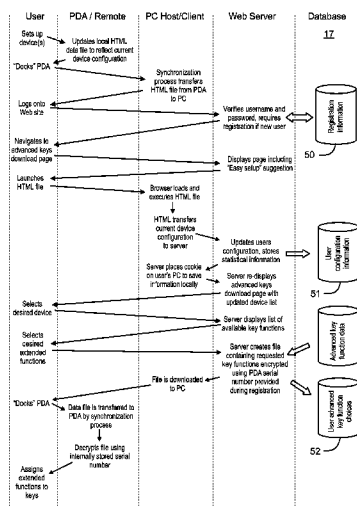 User
PDA / Remote
PC Host/Client
Web Server
Database
17
Sets up
device(s)
Updates local HTML
data file to reflect current
device configuration
"Docks" PDA
Synchronization
process transfers
HTML file from PDA
to PC
Logs onto
Web site
Verifies username and
password, requires
registration if new user
Registration
information
50
Navigates to
advanced keys
download page
Displays page including
"Easy setup" suggestion
Launches
HTML file
Browser loads and
executes HTML file
HTML transfers
current device
configuration
to server
Updates users
configuration, stores
statistical information
User
configuration
information
51
Server places cookie
on user's PC to save
information locally
Server re-displays
advanced keys
download page with
updated device list
Selects
desired device
Server displays list of
available key functions
Advanced key
function data
Selects
desired
extended
functions
Server creates file
containing requested
key functions encrypted
using PDA serial
number provided
during registration
User advanced
key function
choices
52
File is downloaded
to PC
"Docks" PDA
Data file is transferred to
PDA by synchronization
process
Decrypts file using
internally stored serial
number
Assigns
extended
functions to
keys